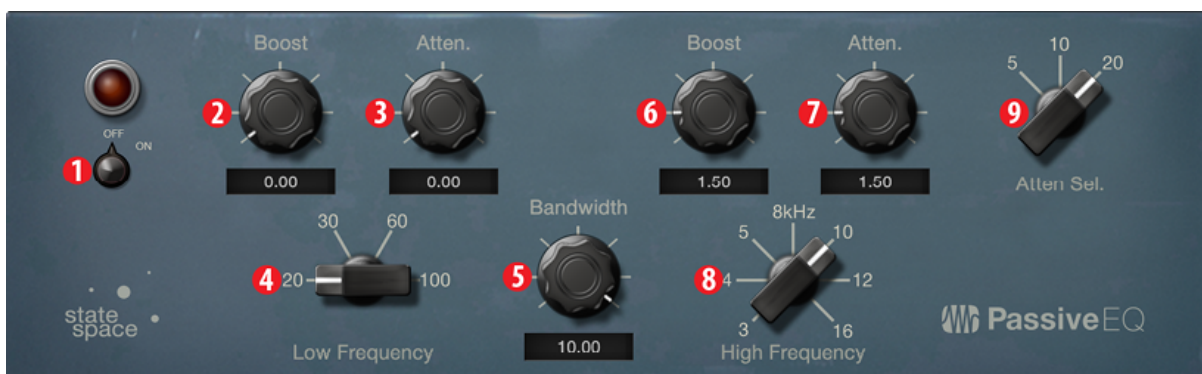 Boost
Atten.
Boost
Atten.
5
10
20
OFF
ON
1
2
3
6
7
9
0.00
0.00
1.50
1.50
Atten Sel.
30
60
20
100
4
Low Frequency
Bandwidth
5
10.00
8kHz
5
10
4
12
3
16
8
High Frequency
state
space
PassiveEQ